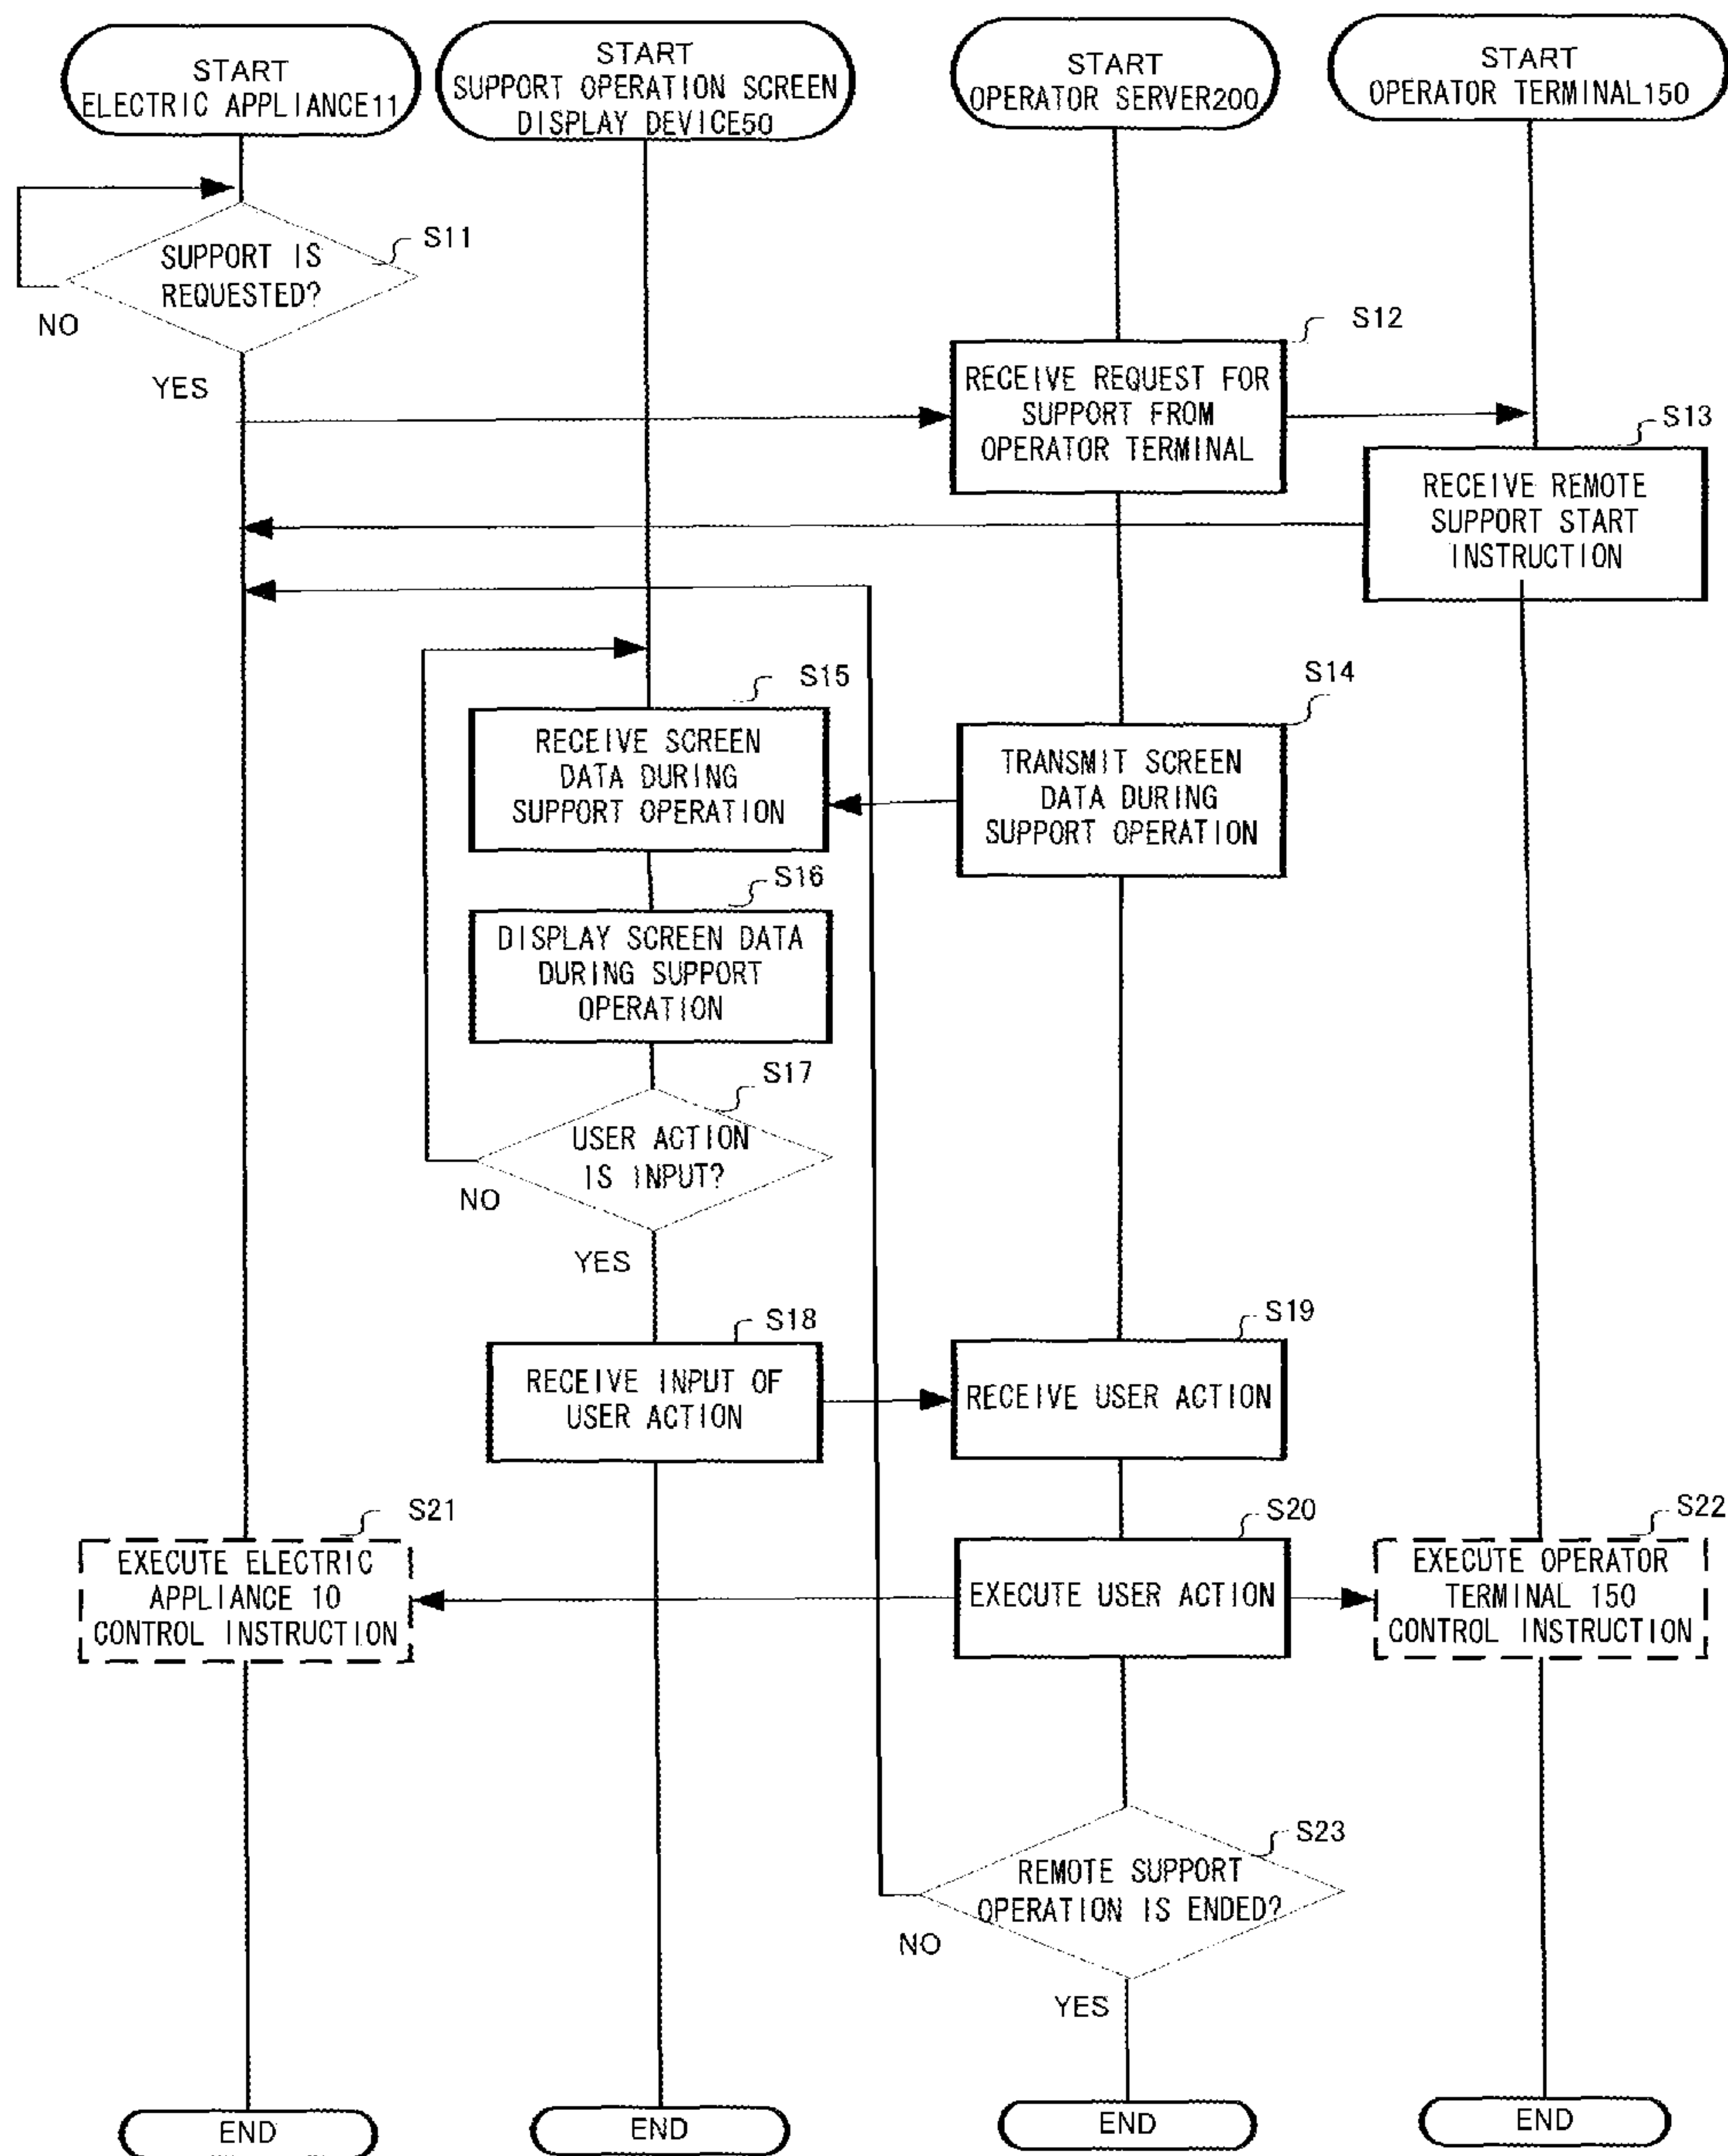 START
ELECTRIC APPLIANCE11
START
SUPPORT OPERATION SCREEN
DISPLAY DEVICE50
START
OPERATOR SERVER200
START
OPERATOR TERMINAL150
SUPPORT IS
REQUESTED?
S11
NO
YES
S12
RECEIVE REQUEST FOR
SUPPORT FROM
OPERATOR TERMINAL
S13
RECEIVE REMOTE
SUPPORT START
INSTRUCTION
S14
TRANSMIT SCREEN
DATA DURING
SUPPORT OPERATION
S15
RECEIVE SCREEN
DATA DURING
SUPPORT OPERATION
S16
DISPLAY SCREEN DATA
DURING SUPPORT
OPERATION
S17
USER ACTION
IS INPUT?
NO
YES
S18
RECEIVE INPUT OF
USER ACTION
S19
RECEIVE USER ACTION
S20
EXECUTE USER ACTION
S21
EXECUTE ELECTRIC
APPLIANCE 10
CONTROL INSTRUCTION
S22
EXECUTE OPERATOR
TERMINAL 150
CONTROL INSTRUCTION
S23
REMOTE SUPPORT
OPERATION IS ENDED?
NO
YES
END
END
END
END